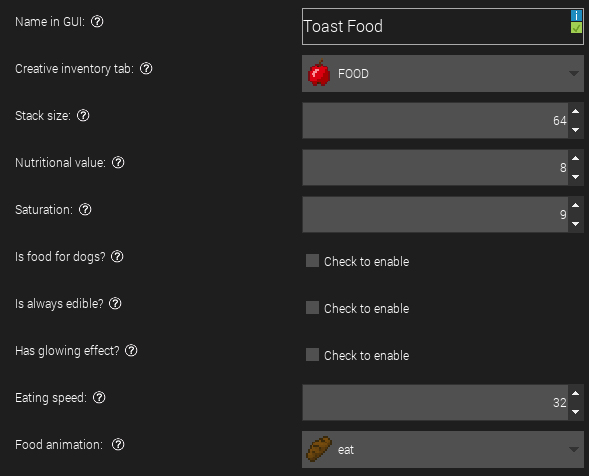 Name in GUI: ?
Toast Food
Creative inventory tab: ?
FOOD
Stack size: ?
64
Nutritional value: ?
8
Saturation: ?
9
Is food for dogs? ?
Check to enable
Is always edible? ?
Check to enable
Has glowing effect? ?
Check to enable
Eating speed: ?
32
Food animation: ?
eat